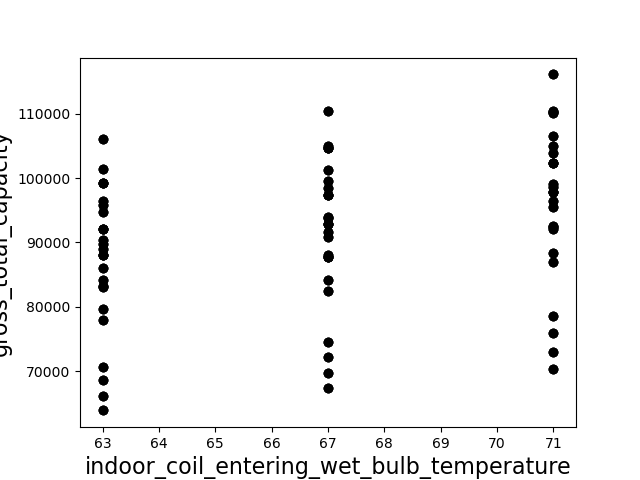 gross_total_capacity
110000
100000
90000
80000
70000
63 64 65 66 67 68 69 70 71
indoor_coil_entering_wet_bulb_temperature